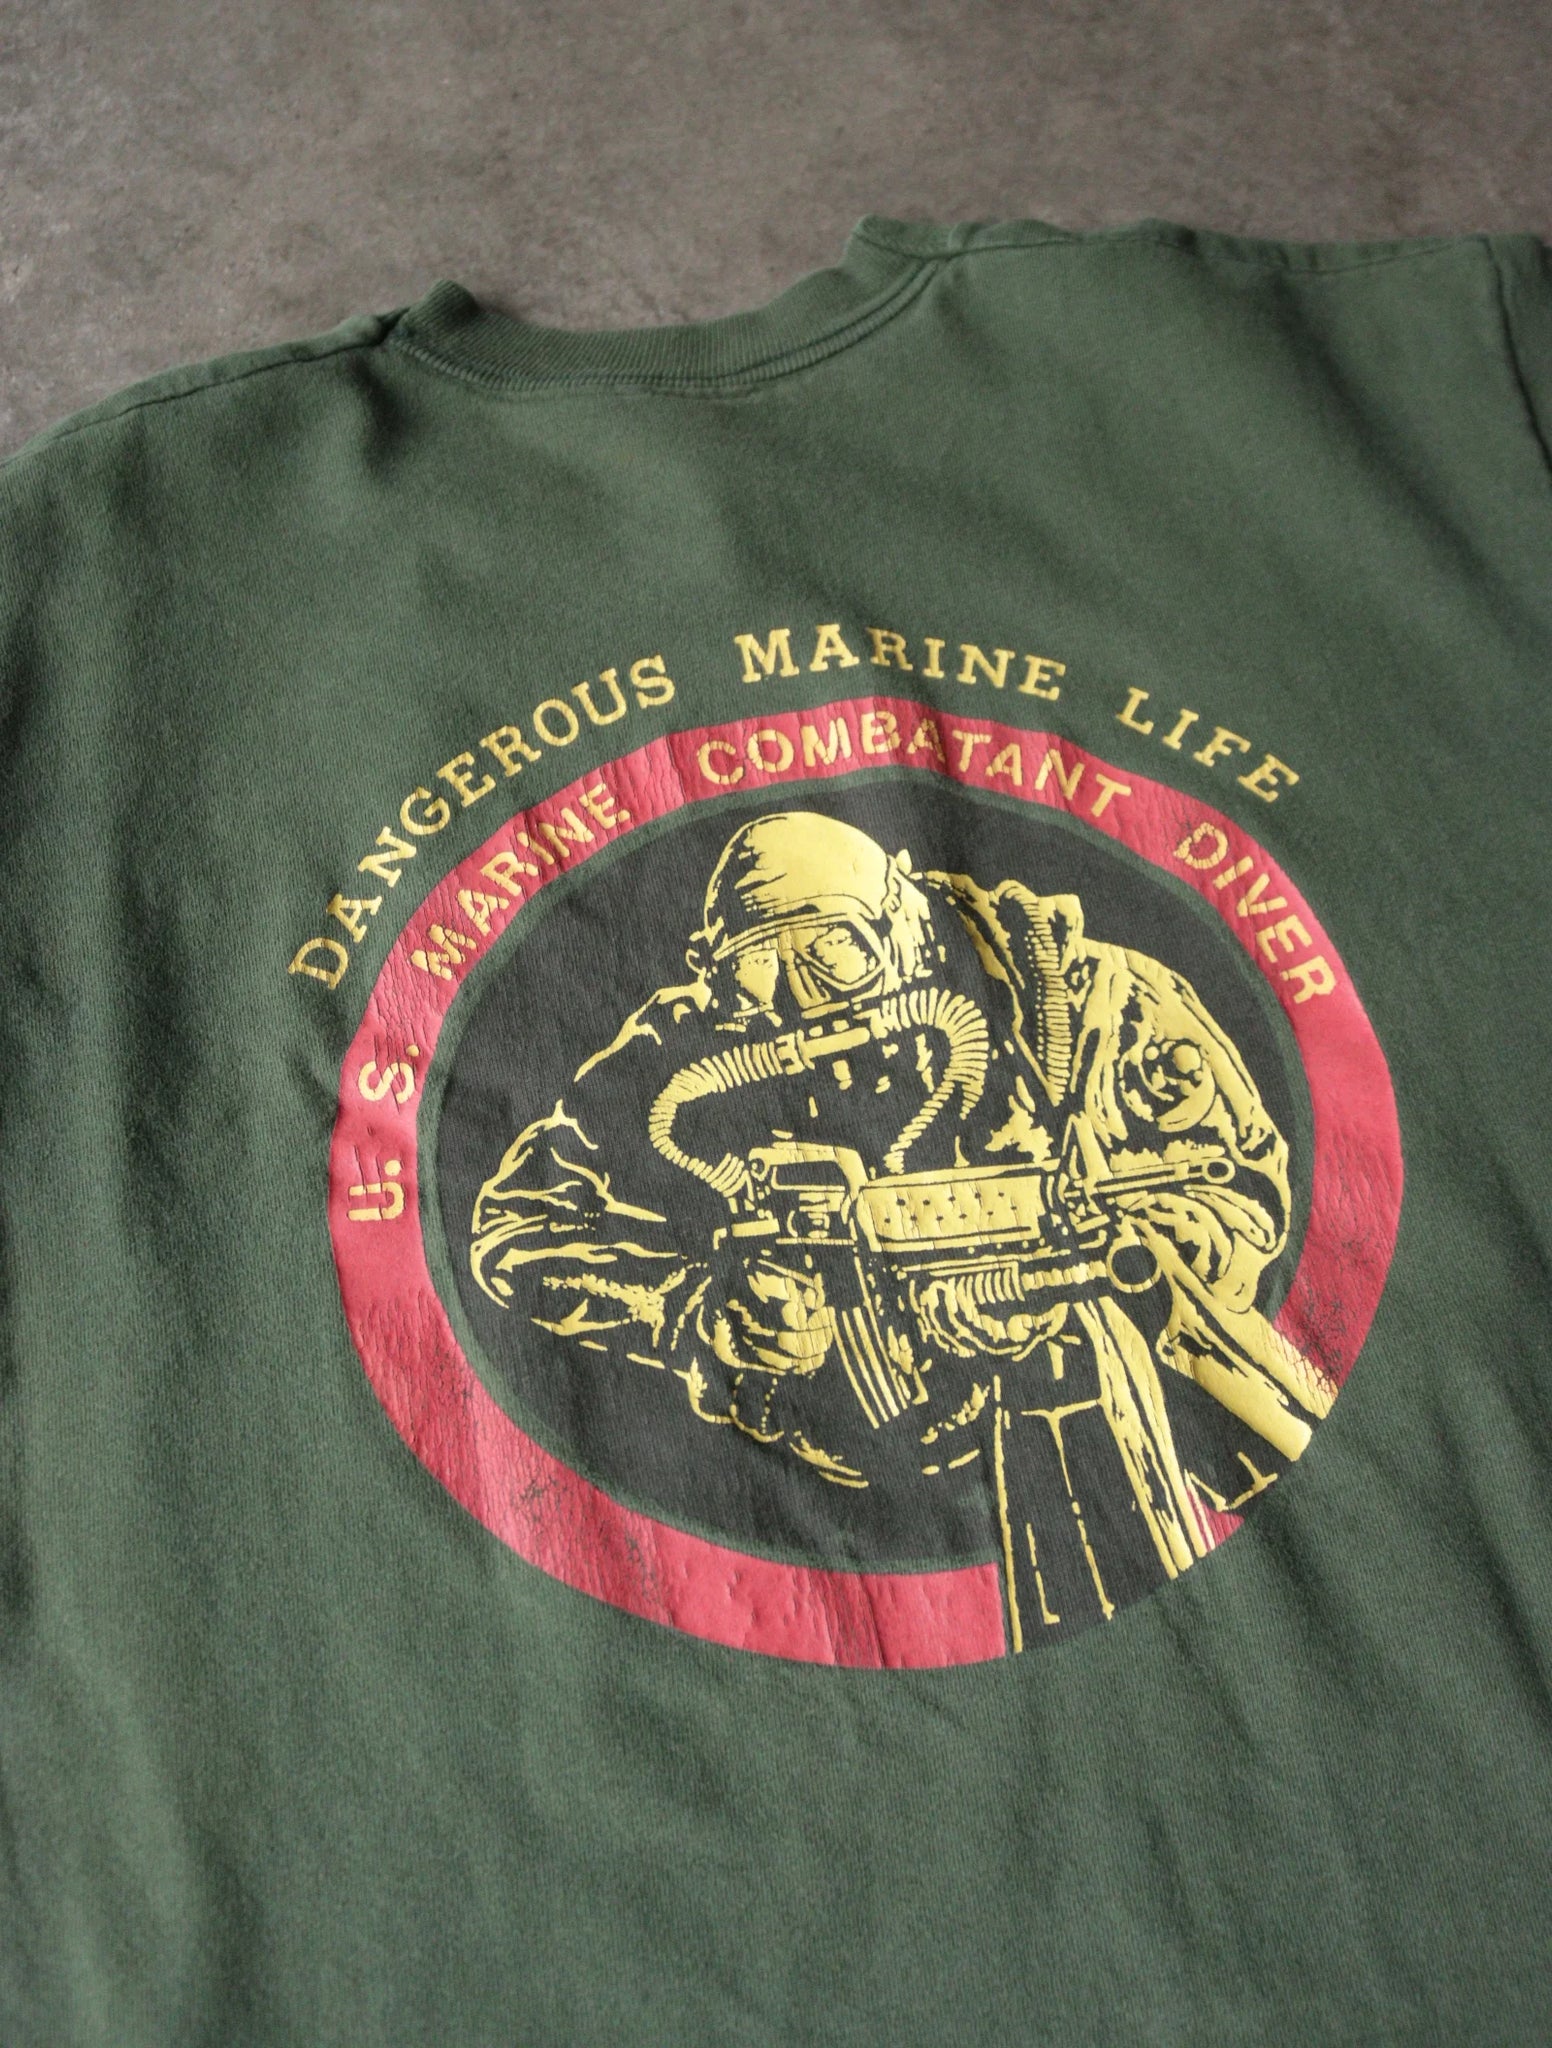 DANGEROUS MARINE LIFE
U. S. MARINE COMBATANT DIVER